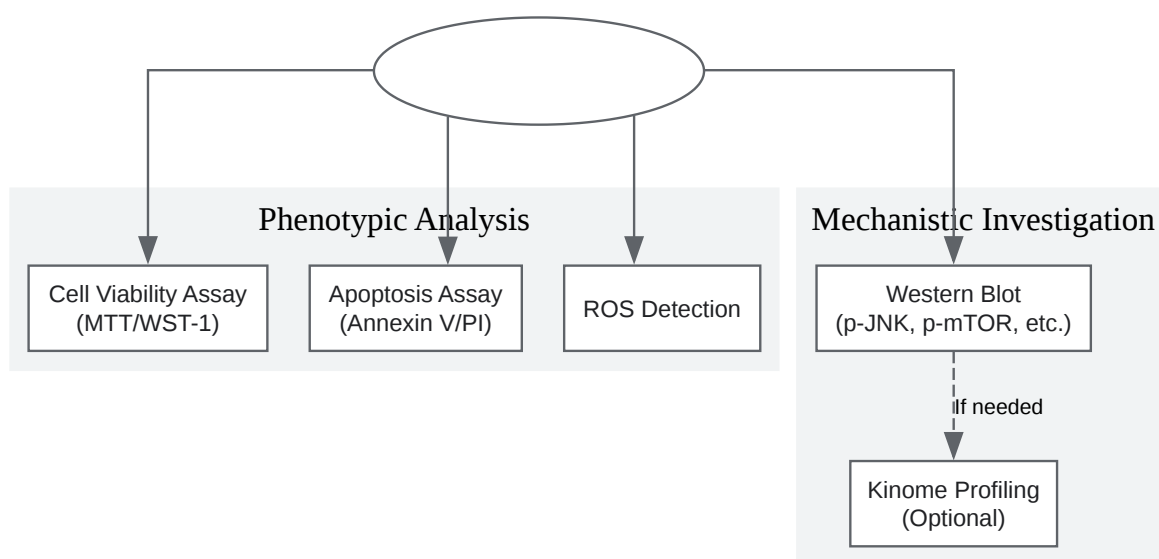 Phenotypic Analysis
Mechanistic Investigation
Cell Viability Assay
(MTT/WST-1)
Apoptosis Assay
(Annexin V/PI)
ROS Detection
Western Blot
(p-JNK, p-mTOR, etc.)
If needed
Kinome Profiling
(Optional)